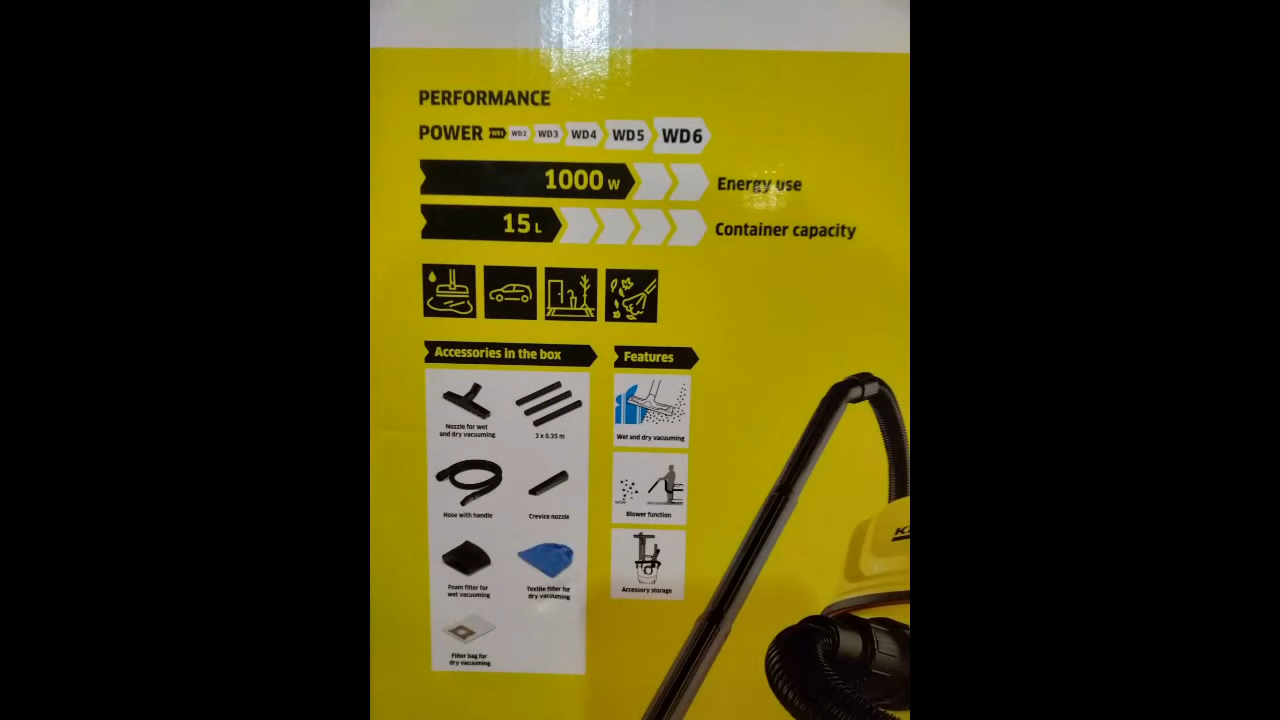 PERFORMANCE
POWER WD1 WD2 WD3 WD4 WD5 WD6
1000 W Energy use
15 L Container capacity
Accessories in the box
Features
Nozzle for wet
and dry vacuuming
3 x 0.35 m
Wet and dry vacuuming
Hose with handle
Crevice nozzle
Blower function
Foam filter for
wet vacuuming
Textile filter for
dry vacuuming
Accessory storage
Filter bag for
dry vacuuming